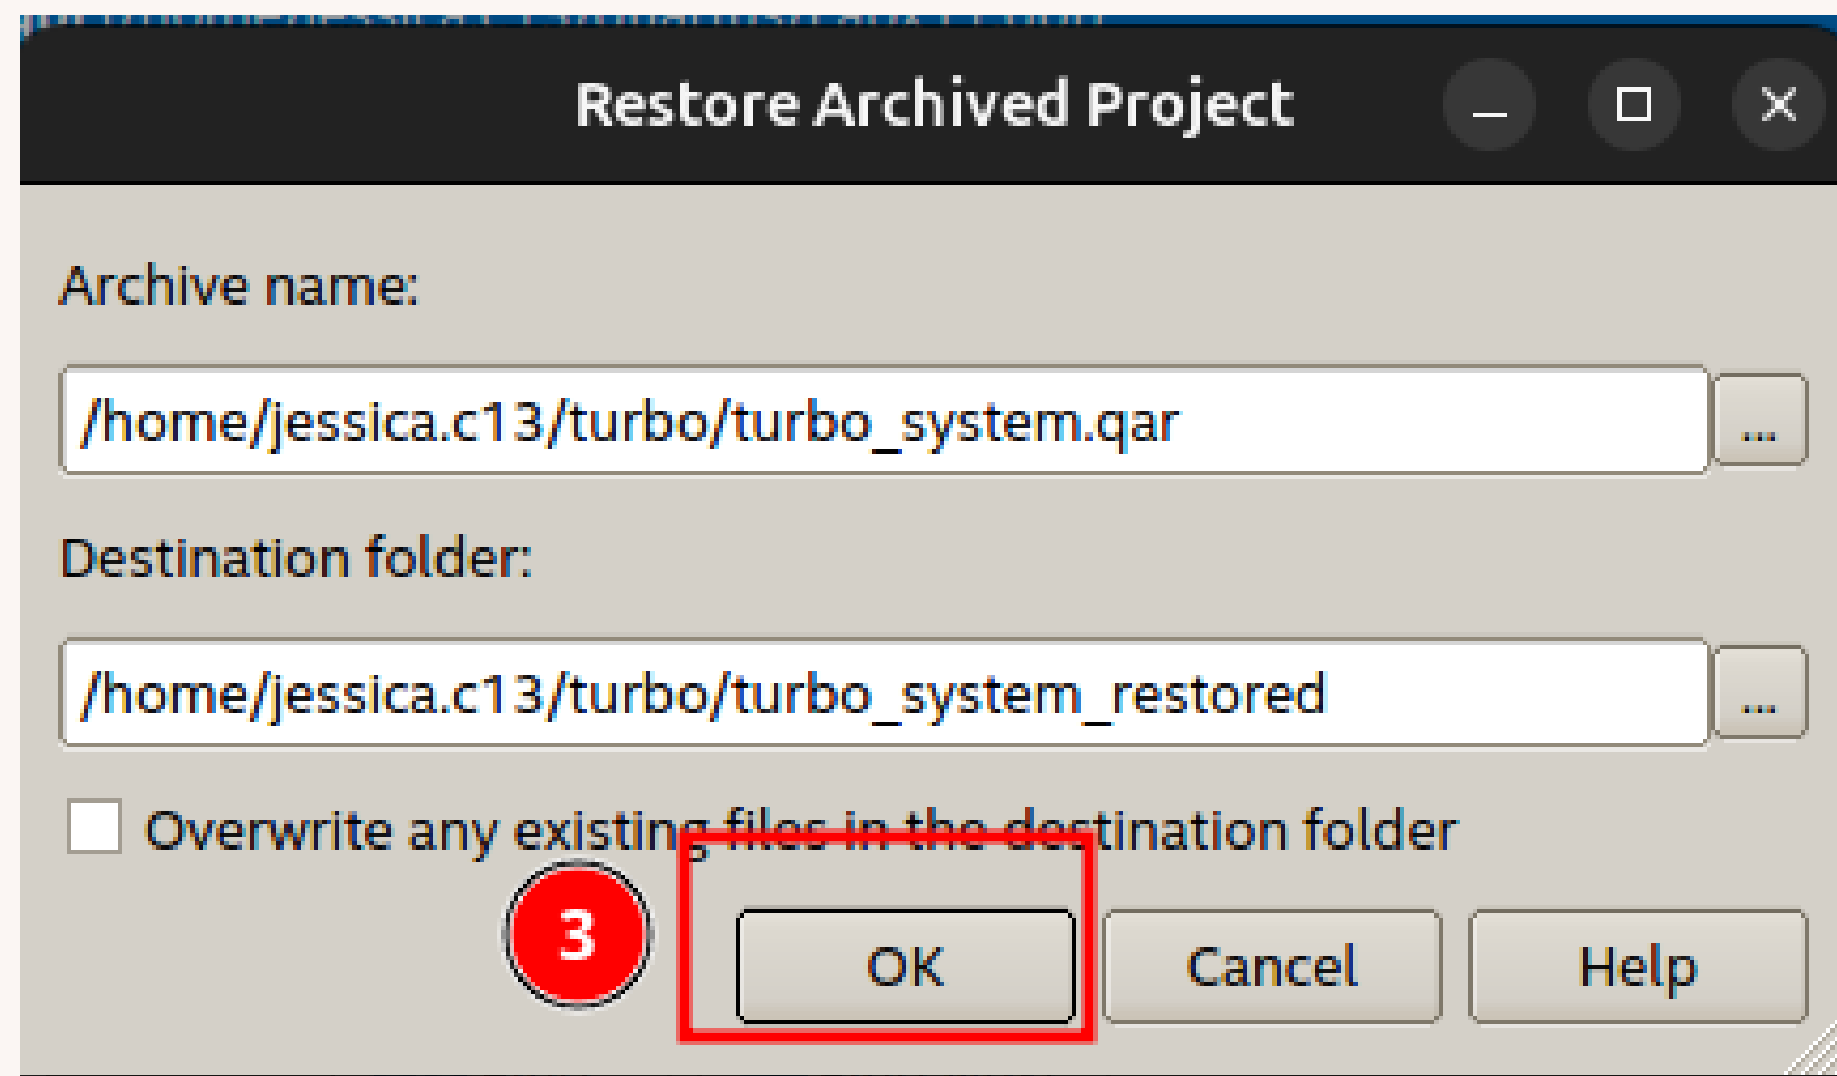 Restore Archived Project
Archive name:
/home/jessica.c13/turbo/turbo_system.qar
...
Destination folder:
/home/jessica.c13/turbo/turbo_system_restored
...
Overwrite any existing files in the destination folder
3
OK
Cancel
Help